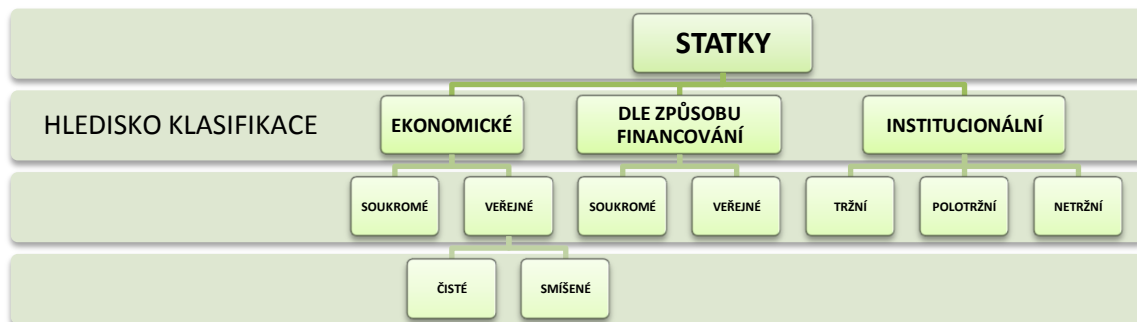 STATKY
HLEDISKO KLASIFIKACE
EKONOMICKÉ
DLE ZPŮSOBU
FINANCOVÁNÍ
INSTITUCIONÁLNÍ
SOUKROMÉ
VEŘEJNÉ
SOUKROMÉ
VEŘEJNÉ
TRŽNÍ
POLOTRŽNÍ
NETRŽNÍ
ČISTÉ
SMÍŠENÉ